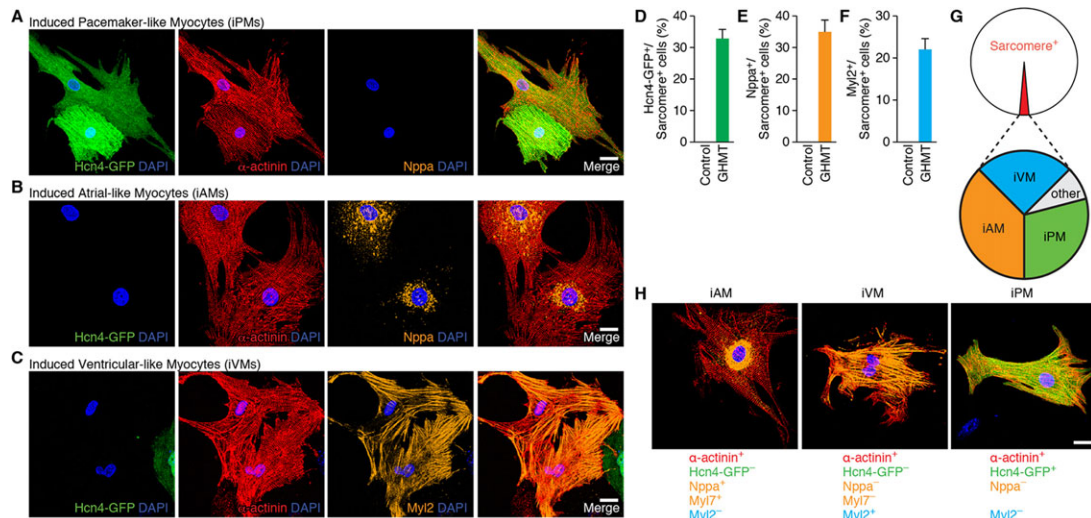 A Induced Pacemaker-like Myocytes (iPMs)
Hcn4-GFP DAPI
α-actinin DAPI
Nppa DAPI
Merge
B Induced Atrial-like Myocytes (iAMs)
Hcn4-GFP DAPI
α-actinin DAPI
Nppa DAPI
Merge
C Induced Ventricular-like Myocytes (iVMs)
Hcn4-GFP DAPI
α-actinin DAPI
Myl2 DAPI
Merge
D
Hcn4-GFP+/
Sarcomere+ cells (%)
40
30
20
10
0
Control
GHMT
E
Nppa+/
Sarcomere+ cells (%)
40
30
20
10
0
Control
GHMT
F
Myl2+/
Sarcomere+ cells (%)
30
20
10
0
Control
GHMT
G
Sarcomere+
iVM
other
iAM
iPM
H
iAM
iVM
iPM
α-actinin+
Hcn4-GFP−
Nppa+
Myl7+
Myl2−
α-actinin+
Hcn4-GFP−
Nppa−
Myl7−
Myl2+
α-actinin+
Hcn4-GFP+
Nppa−
Myl2−